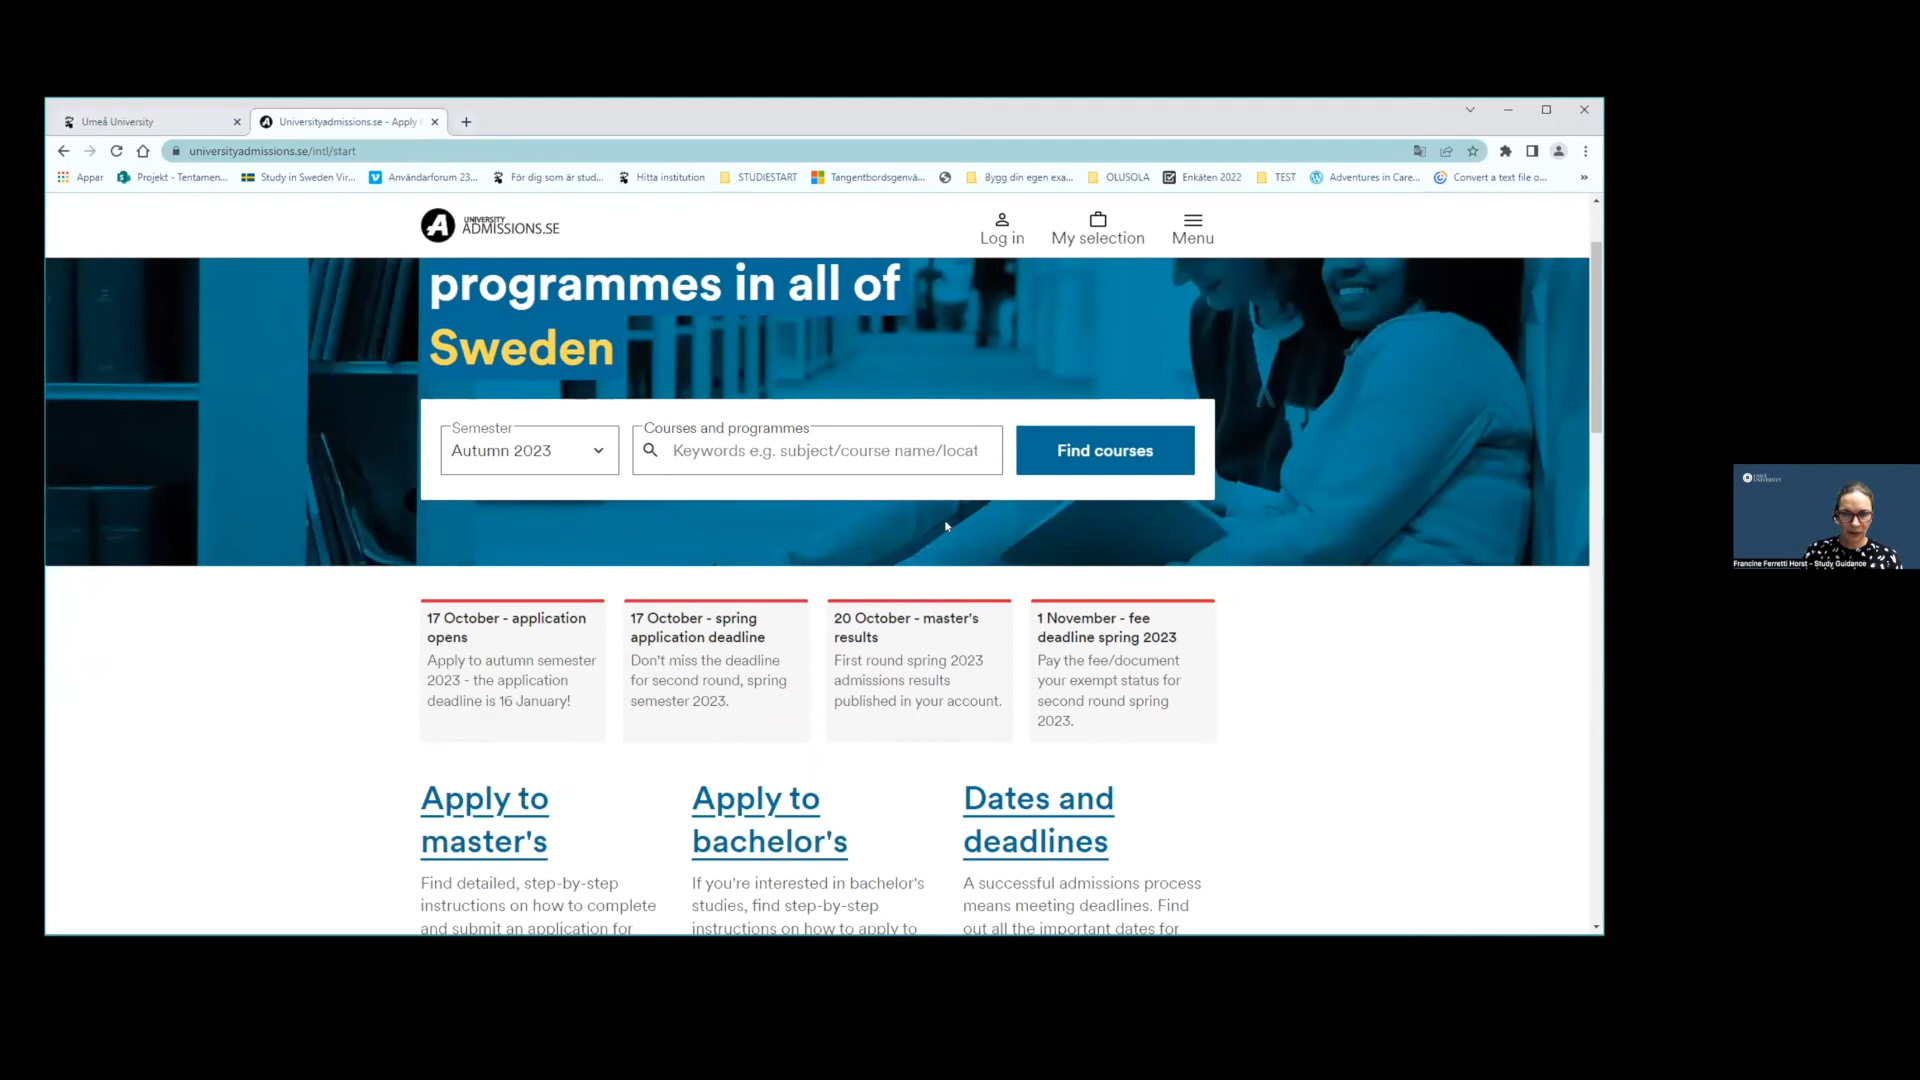 Umeå University
Universityadmissions.se - Apply
universityadmissions.se/intl/start
Appar
Projekt - Tentamen...
Study in Sweden Vir...
Användarforum 23...
För dig som är stud...
Hitta institution
STUDIESTART
Tangentbordsgenvä...
Bygg din egen exa...
OLUSOLA
Enkäten 2022
TEST
Adventures in Care...
Convert a text file o...
UNIVERSITY
ADMISSIONS.SE
Log in
My selection
Menu
programmes in all of
Sweden
Semester
Autumn 2023
Courses and programmes
Keywords e.g. subject/course name/locat
Find courses
17 October - application
opens
Apply to autumn semester
2023 - the application
deadline is 16 January!
17 October - spring
application deadline
Don't miss the deadline
for second round, spring
semester 2023.
20 October - master's
results
First round spring 2023
admissions results
published in your account.
1 November - fee
deadline spring 2023
Pay the fee/document
your exempt status for
second round spring
2023.
Apply to
master's
Find detailed, step-by-step
instructions on how to complete
and submit an application for
Apply to
bachelor's
If you're interested in bachelor's
studies, find step-by-step
instructions on how to apply to
Dates and
deadlines
A successful admissions process
means meeting deadlines. Find
out all the important dates for
UMEÅ
UNIVERSITY
Francine Ferretti Horst - Study Guidance